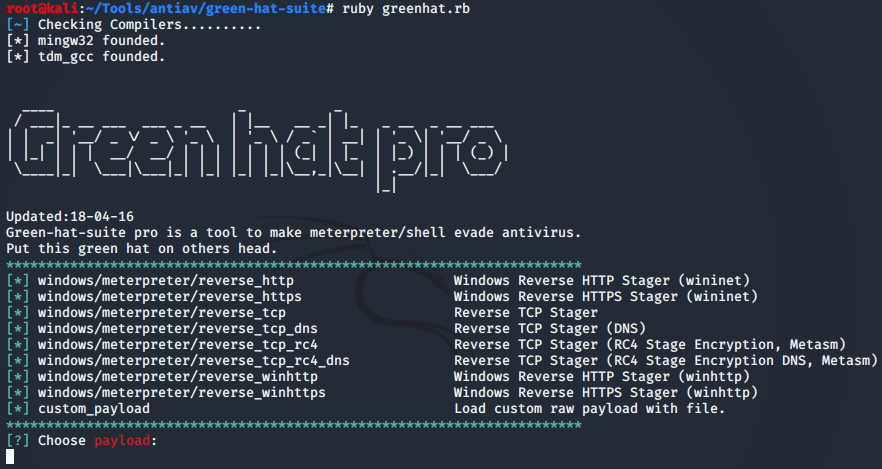 root@kali:~/Tools/antiav/green-hat-suite# ruby greenhat.rb
[~] Checking Compilers..........
[*] mingw32 founded.
[*] tdm_gcc founded.
Green hat pro
Updated:18-04-16
Green-hat-suite pro is a tool to make meterpreter/shell evade antivirus.
Put this green hat on others head.
************************************************************************
[*] windows/meterpreter/reverse_http Windows Reverse HTTP Stager (wininet)
[*] windows/meterpreter/reverse_https Windows Reverse HTTPS Stager (wininet)
[*] windows/meterpreter/reverse_tcp Reverse TCP Stager
[*] windows/meterpreter/reverse_tcp_dns Reverse TCP Stager (DNS)
[*] windows/meterpreter/reverse_tcp_rc4 Reverse TCP Stager (RC4 Stage Encryption, Metasm)
[*] windows/meterpreter/reverse_tcp_rc4_dns Reverse TCP Stager (RC4 Stage Encryption DNS, Metasm)
[*] windows/meterpreter/reverse_winhttp Windows Reverse HTTP Stager (winhttp)
[*] windows/meterpreter/reverse_winhttps Windows Reverse HTTPS Stager (winhttp)
[*] custom_payload Load custom raw payload with file.
************************************************************************
[?] Choose payload: